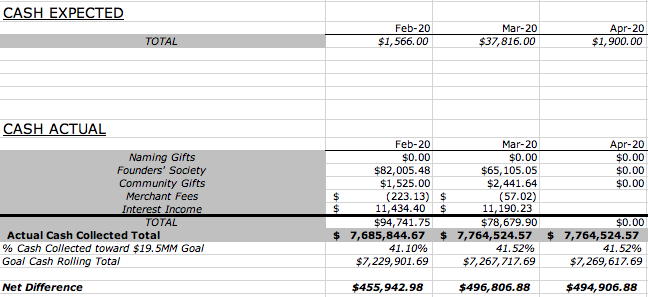 CASH EXPECTED
Feb-20 Mar-20 Apr-20
TOTAL $1,566.00 $37,816.00 $1,900.00
CASH ACTUAL
Feb-20 Mar-20 Apr-20
Naming Gifts $0.00 $0.00 $0.00
Founders' Society $82,005.48 $65,105.05 $0.00
Community Gifts $1,525.00 $2,441.64 $0.00
Merchant Fees $ (223.13) $ (57.02)
Interest Income $ 11,434.40 $ 11,190.23
TOTAL $94,741.75 $78,679.90 $0.00
Actual Cash Collected Total $ 7,685,844.67 $ 7,764,524.57 $ 7,764,524.57
% Cash Collected toward $19.5MM Goal 41.10% 41.52% 41.52%
Goal Cash Rolling Total $7,229,901.69 $7,267,717.69 $7,269,617.69
Net Difference $455,942.98 $496,806.88 $494,906.88